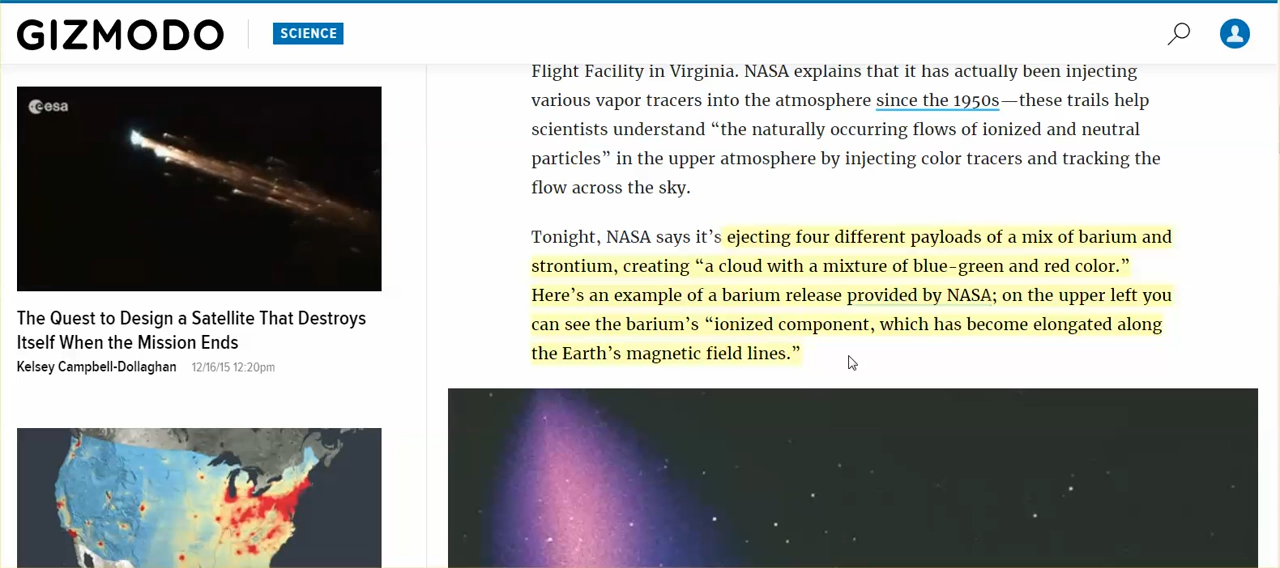 GIZMODO
SCIENCE
esa
The Quest to Design a Satellite That Destroys
Itself When the Mission Ends
Kelsey Campbell-Dollaghan 12/16/15 12:20pm
Flight Facility in Virginia. NASA explains that it has actually been injecting
various vapor tracers into the atmosphere since the 1950s—these trails help
scientists understand “the naturally occurring flows of ionized and neutral
particles” in the upper atmosphere by injecting color tracers and tracking the
flow across the sky.
Tonight, NASA says it’s ejecting four different payloads of a mix of barium and
strontium, creating “a cloud with a mixture of blue-green and red color.”
Here’s an example of a barium release provided by NASA; on the upper left you
can see the barium’s “ionized component, which has become elongated along
the Earth’s magnetic field lines.”